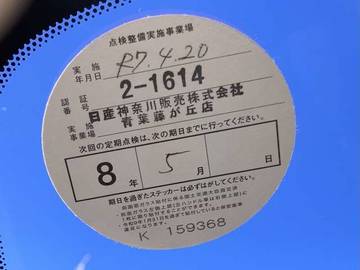 点検整備実施事業場
実施年月日 R7.4.20
認証番号 2-1614
事業場 日産神奈川販売株式会社
青葉藤が丘店
次回の定期点検は、次の期日までに行ってください。
8年 5月 日
期日を過ぎたステッカーは必ずはがしてください。
K 159368